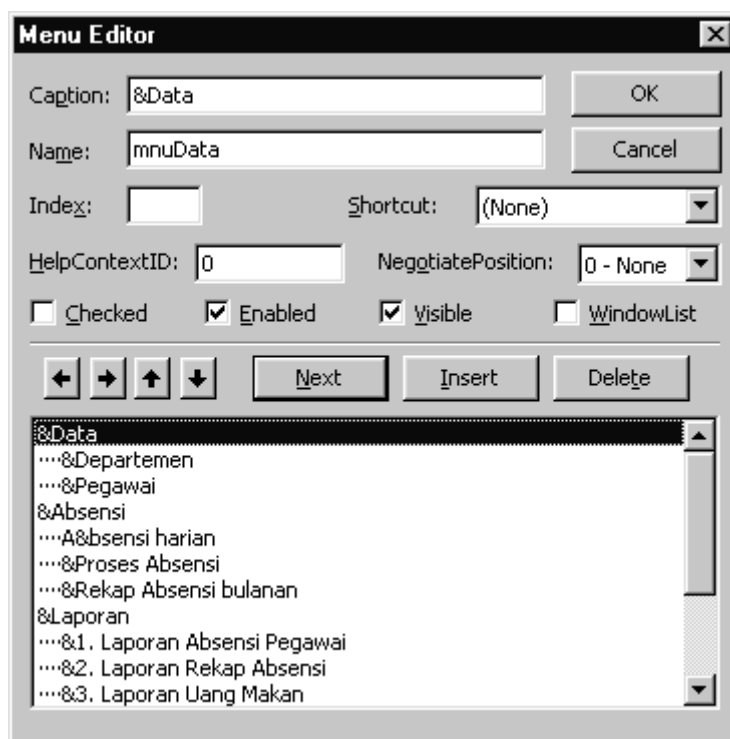 Menu Editor
Caption: &Data OK
Name: mnuData Cancel
Index: Shortcut: (None)
HelpContextID: 0 NegotiatePosition: 0 - None
Checked Enabled Visible WindowList
Next Insert Delete
&Data
····&Departemen
····&Pegawai
&Absensi
····A&bsensi harian
····&Proses Absensi
····&Rekap Absensi bulanan
&Laporan
····&1. Laporan Absensi Pegawai
····&2. Laporan Rekap Absensi
····&3. Laporan Uang Makan